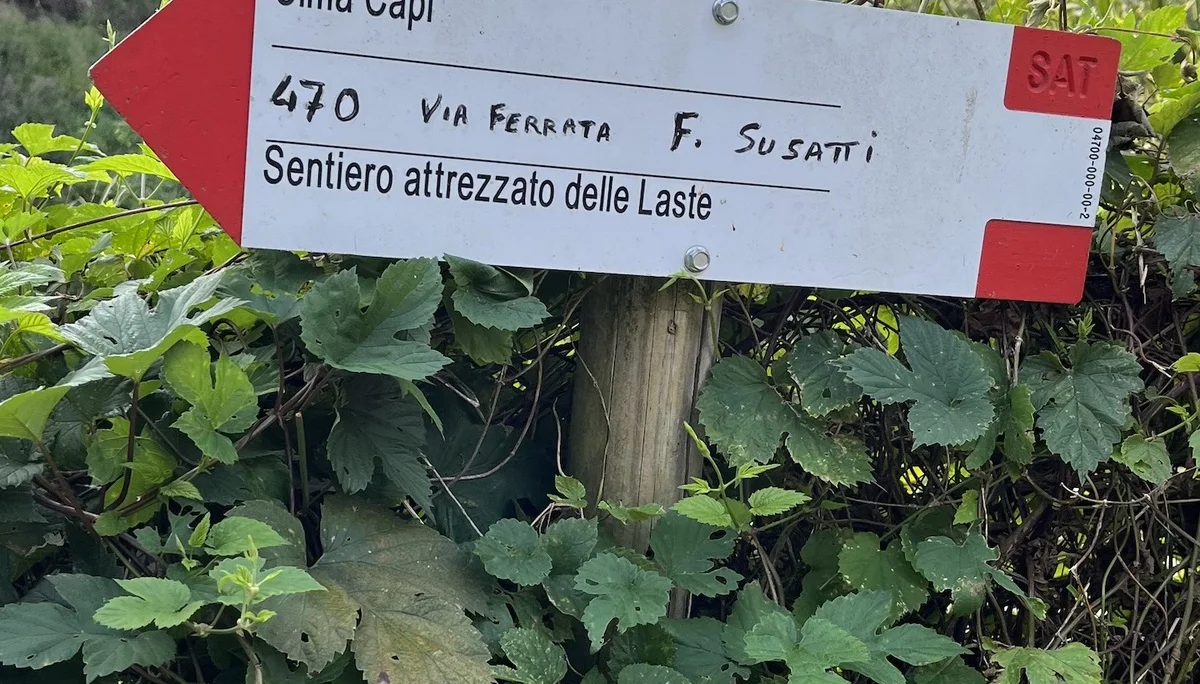 Cima Capi
SAT
470 VIA FERRATA F. SUSATTi
Sentiero attrezzato delle Laste
04700-000-00-2